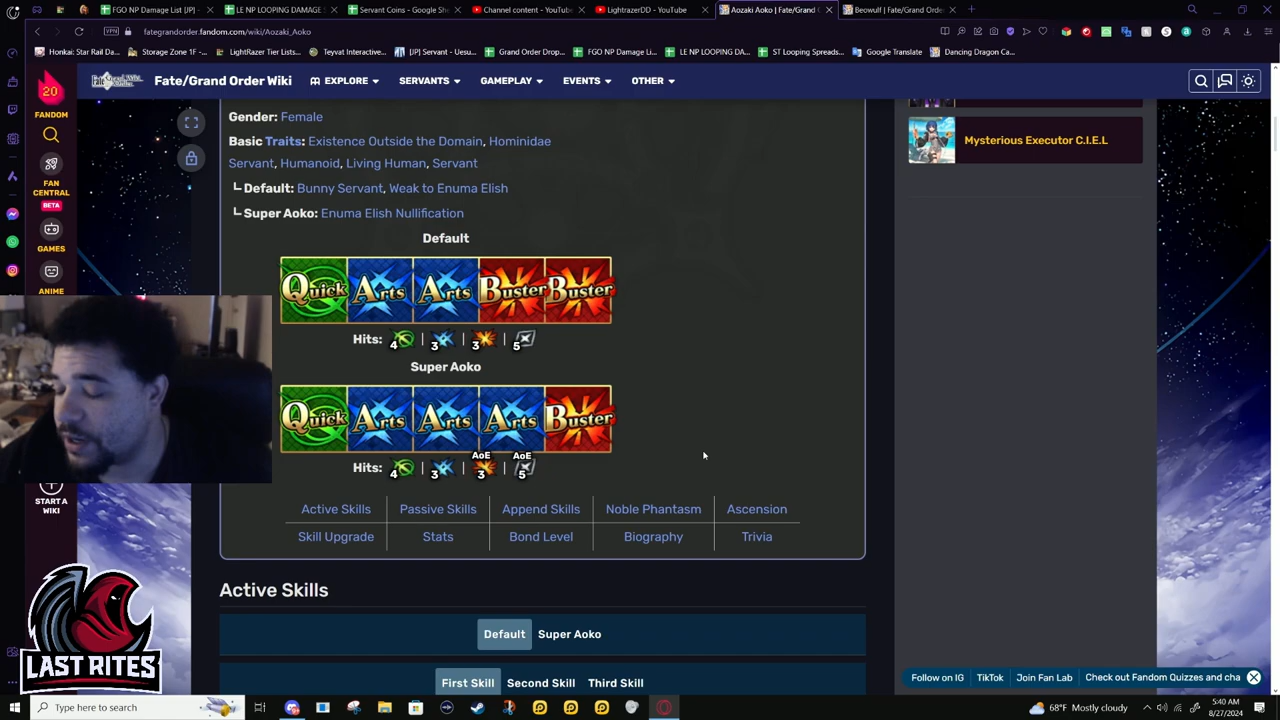 FGO NP Damage List [JP] -
LE NP LOOPING DAMAGE
Servant Coins - Google Sh
Channel content - YouTube
LightrazerDD - YouTube
Aozaki Aoko | Fate/Grand
Beowulf | Fate/Grand Ord
VPN
fategrandorder.fandom.com/wiki/Aozaki_Aoko
Honkai: Star Rail Da...
Storage Zone 1F -...
LightRazer Tier Lists...
Teyvat Interactive...
[JP] Servant - Uesu...
Grand Order Drop...
FGO NP Damage Li...
LE NP LOOPING DA...
ST Looping Spreads...
Google Translate
Dancing Dragon Ca...
20
FANDOM
FAN
CENTRAL
BETA
GAMES
ANIME
START A
WIKI
Fate/Grand Order Wiki
EXPLORE
SERVANTS
GAMEPLAY
EVENTS
OTHER
Gender: Female
Basic Traits: Existence Outside the Domain, Hominidae
Servant, Humanoid, Living Human, Servant
Default: Bunny Servant, Weak to Enuma Elish
Super Aoko: Enuma Elish Nullification
Default
Quick Arts Arts Buster Buster
Hits: 4 | 3 | 3 | 5
Super Aoko
Quick Arts Arts Arts Buster
AoE AoE
Hits: 4 | 3 | 3 | 5
Active Skills Passive Skills Append Skills Noble Phantasm Ascension
Skill Upgrade Stats Bond Level Biography Trivia
Active Skills
Default Super Aoko
First Skill Second Skill Third Skill
Mysterious Executor C.I.E.L
Follow on IG TikTok Join Fan Lab Check out Fandom Quizzes and cha
LAST RITES
Type here to search
68°F Mostly cloudy
5:40 AM
8/27/2024